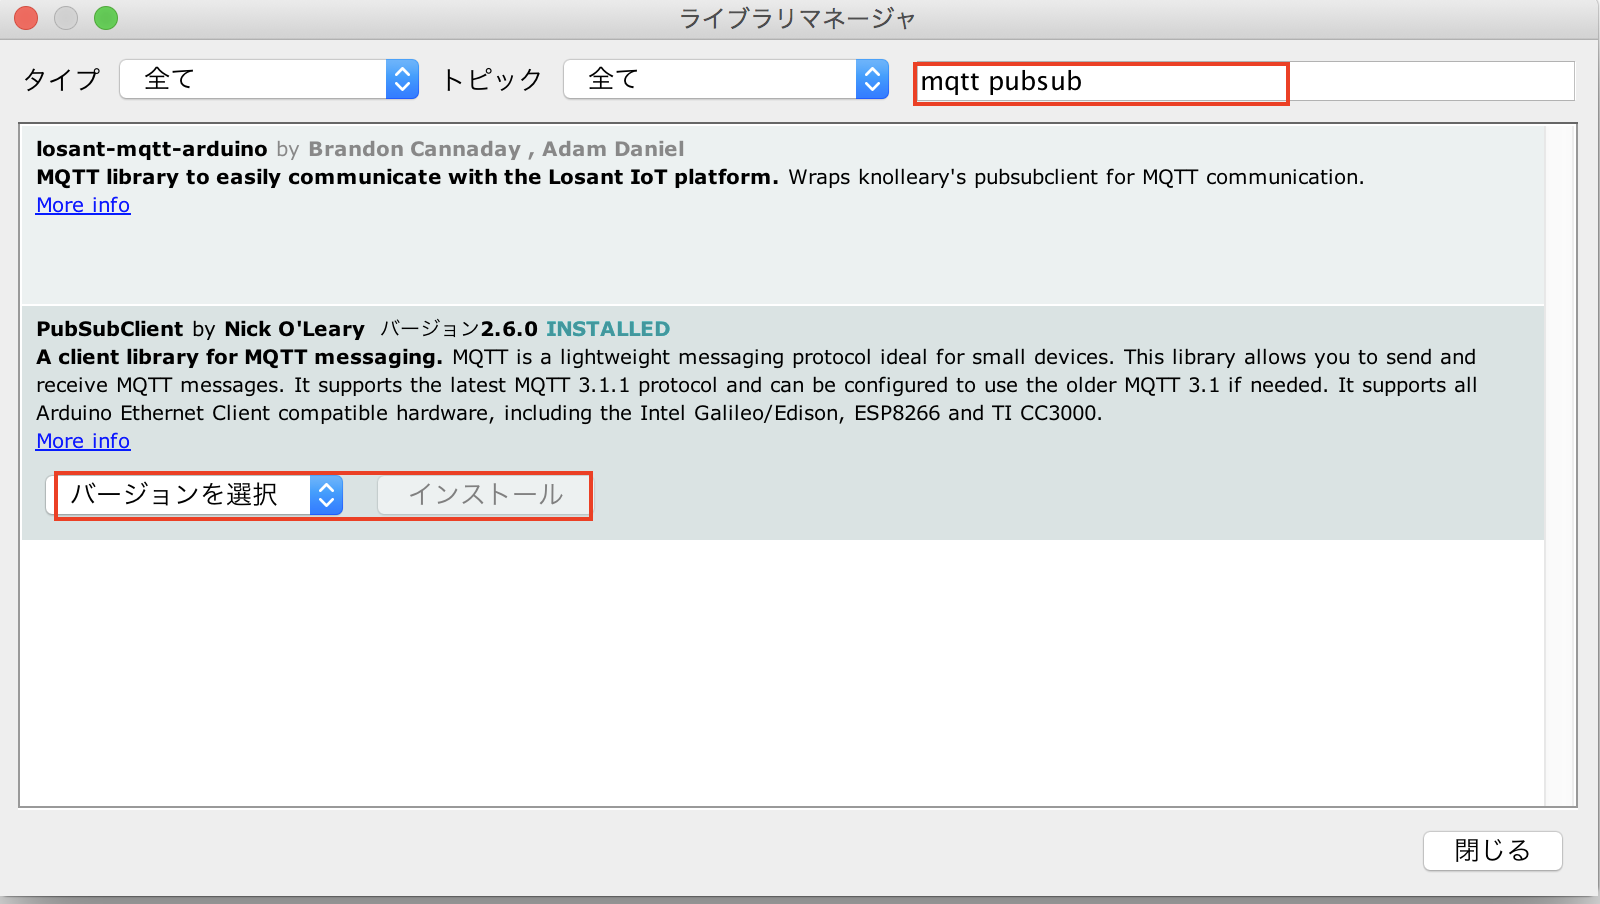 ライブラリマネージャ
タイプ 全て トピック 全て mqtt pubsub
losant-mqtt-arduino by Brandon Cannaday , Adam Daniel
MQTT library to easily communicate with the Losant IoT platform. Wraps knolleary's pubsubclient for MQTT communication.
More info
PubSubClient by Nick O'Leary バージョン2.6.0 INSTALLED
A client library for MQTT messaging. MQTT is a lightweight messaging protocol ideal for small devices. This library allows you to send and
receive MQTT messages. It supports the latest MQTT 3.1.1 protocol and can be configured to use the older MQTT 3.1 if needed. It supports all
Arduino Ethernet Client compatible hardware, including the Intel Galileo/Edison, ESP8266 and TI CC3000.
More info
バージョンを選択 インストール
閉じる